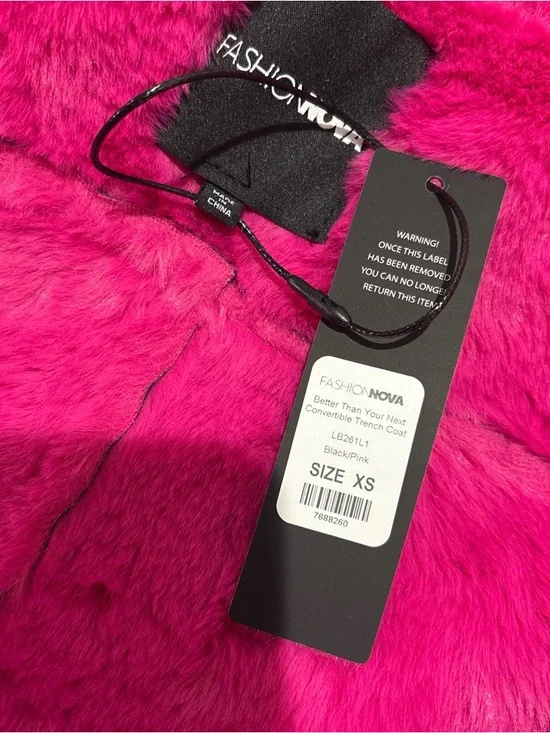 FASHIONNOVA
MADE
IN
CHINA
WARNING!
ONCE THIS LABEL
HAS BEEN REMOVED
YOU CAN NO LONGER
RETURN THIS ITEM
FASHIONNOVA
Better Than Your Next
Convertible Trench Coat
LB261L1
Black/Pink
SIZE XS
7688260